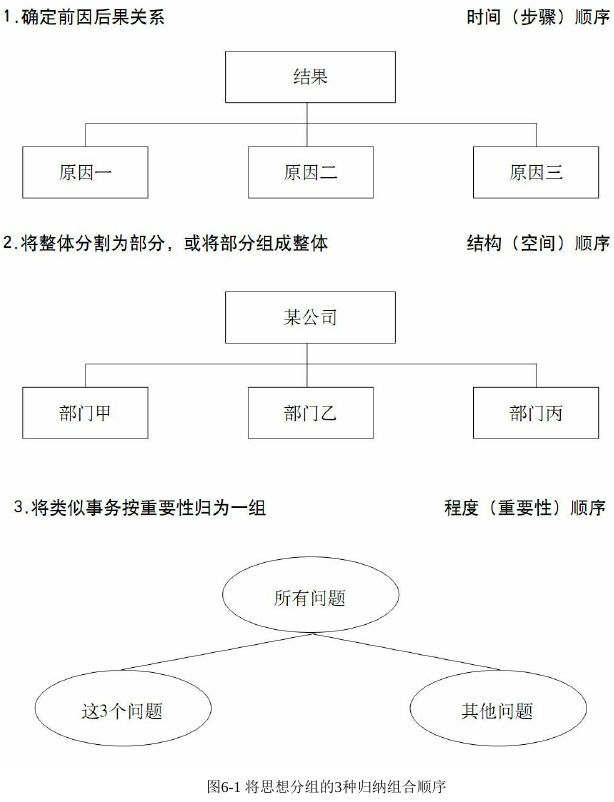 1.确定前因后果关系 时间（步骤）顺序
结果
原因一 原因二 原因三
2.将整体分割为部分，或将部分组成整体 结构（空间）顺序
某公司
部门甲 部门乙 部门丙
3.将类似事务按重要性归为一组 程度（重要性）顺序
所有问题
这3个问题 其他问题
图6-1 将思想分组的3种归纳组合顺序